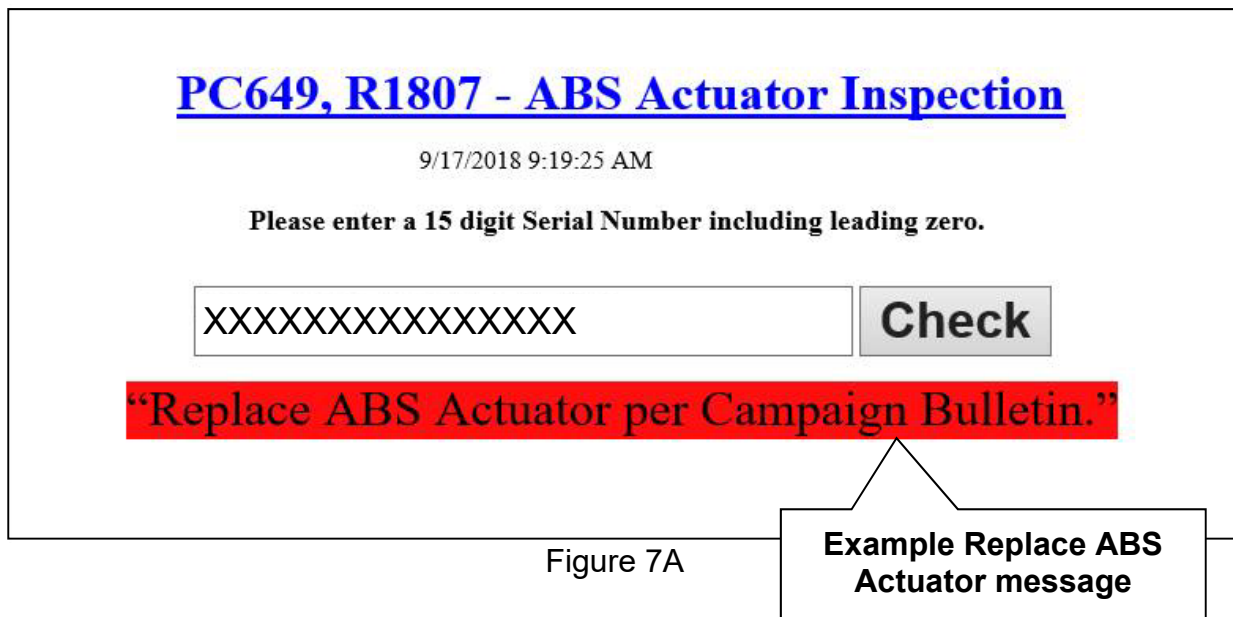 PC649, R1807 - ABS Actuator Inspection
9/17/2018 9:19:25 AM
Please enter a 15 digit Serial Number including leading zero.
XXXXXXXXXXXXXXX
Check
“Replace ABS Actuator per Campaign Bulletin.”
Example Replace ABS
Actuator message
Figure 7A